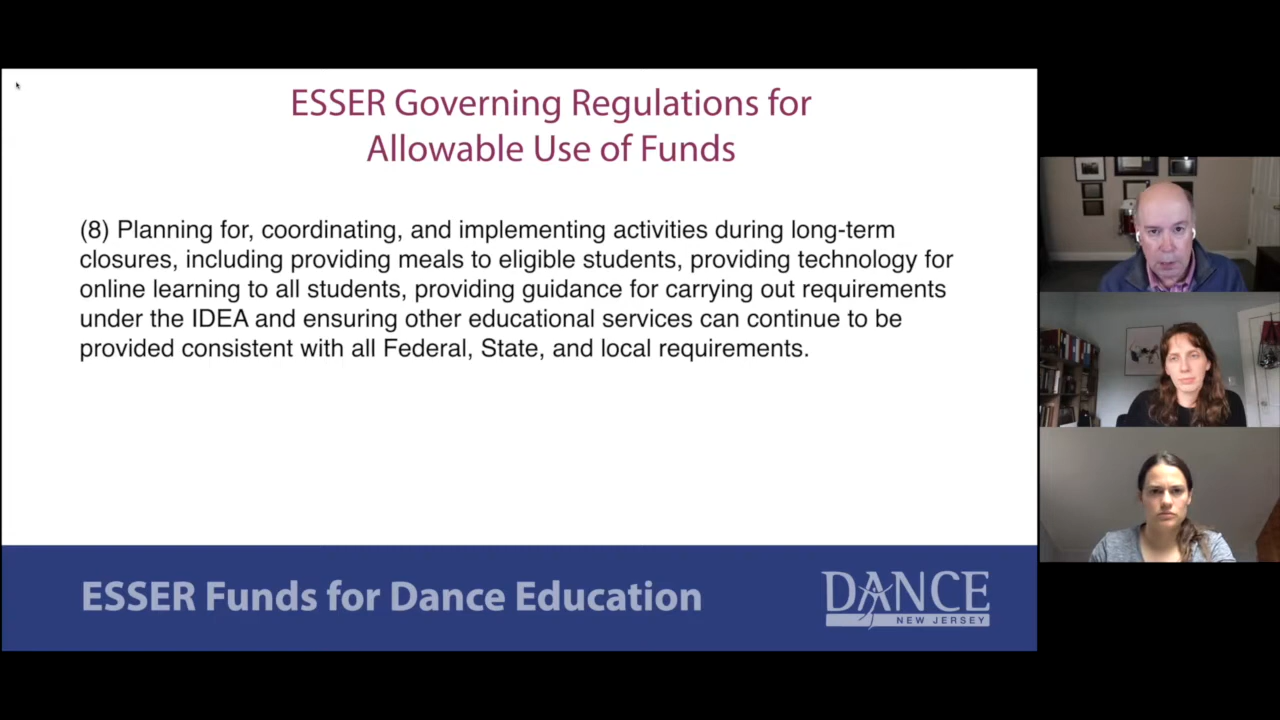 ESSER Governing Regulations for
Allowable Use of Funds
(8) Planning for, coordinating, and implementing activities during long-term
closures, including providing meals to eligible students, providing technology for
online learning to all students, providing guidance for carrying out requirements
under the IDEA and ensuring other educational services can continue to be
provided consistent with all Federal, State, and local requirements.
ESSER Funds for Dance Education
DANCE
NEW JERSEY